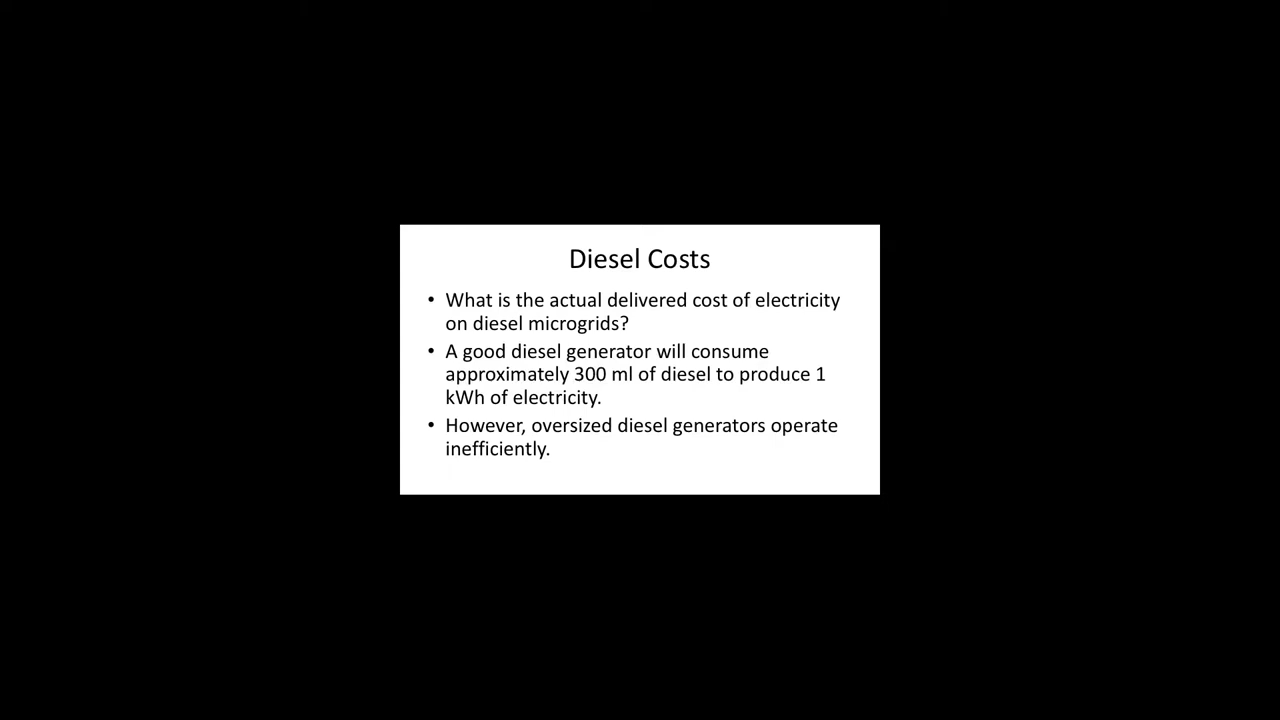 Diesel Costs
• What is the actual delivered cost of electricity
on diesel microgrids?
• A good diesel generator will consume
approximately 300 ml of diesel to produce 1
kWh of electricity.
• However, oversized diesel generators operate
inefficiently.